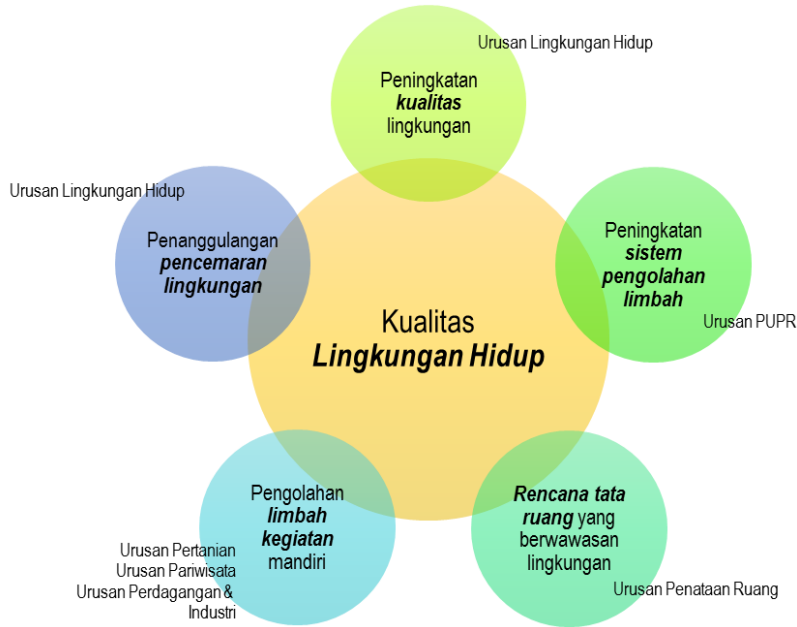 Urusan Lingkungan Hidup
Peningkatan
kualitas
lingkungan
Urusan Lingkungan Hidup
Penanggulangan
pencemaran
lingkungan
Peningkatan
sistem
pengolahan
limbah
Urusan PUPR
Kualitas
Lingkungan Hidup
Pengolahan
limbah
kegiatan
mandiri
Urusan Pertanian
Urusan Pariwisata
Urusan Perdagangan &
Industri
Rencana tata
ruang yang
berwawasan
lingkungan
Urusan Penataan Ruang